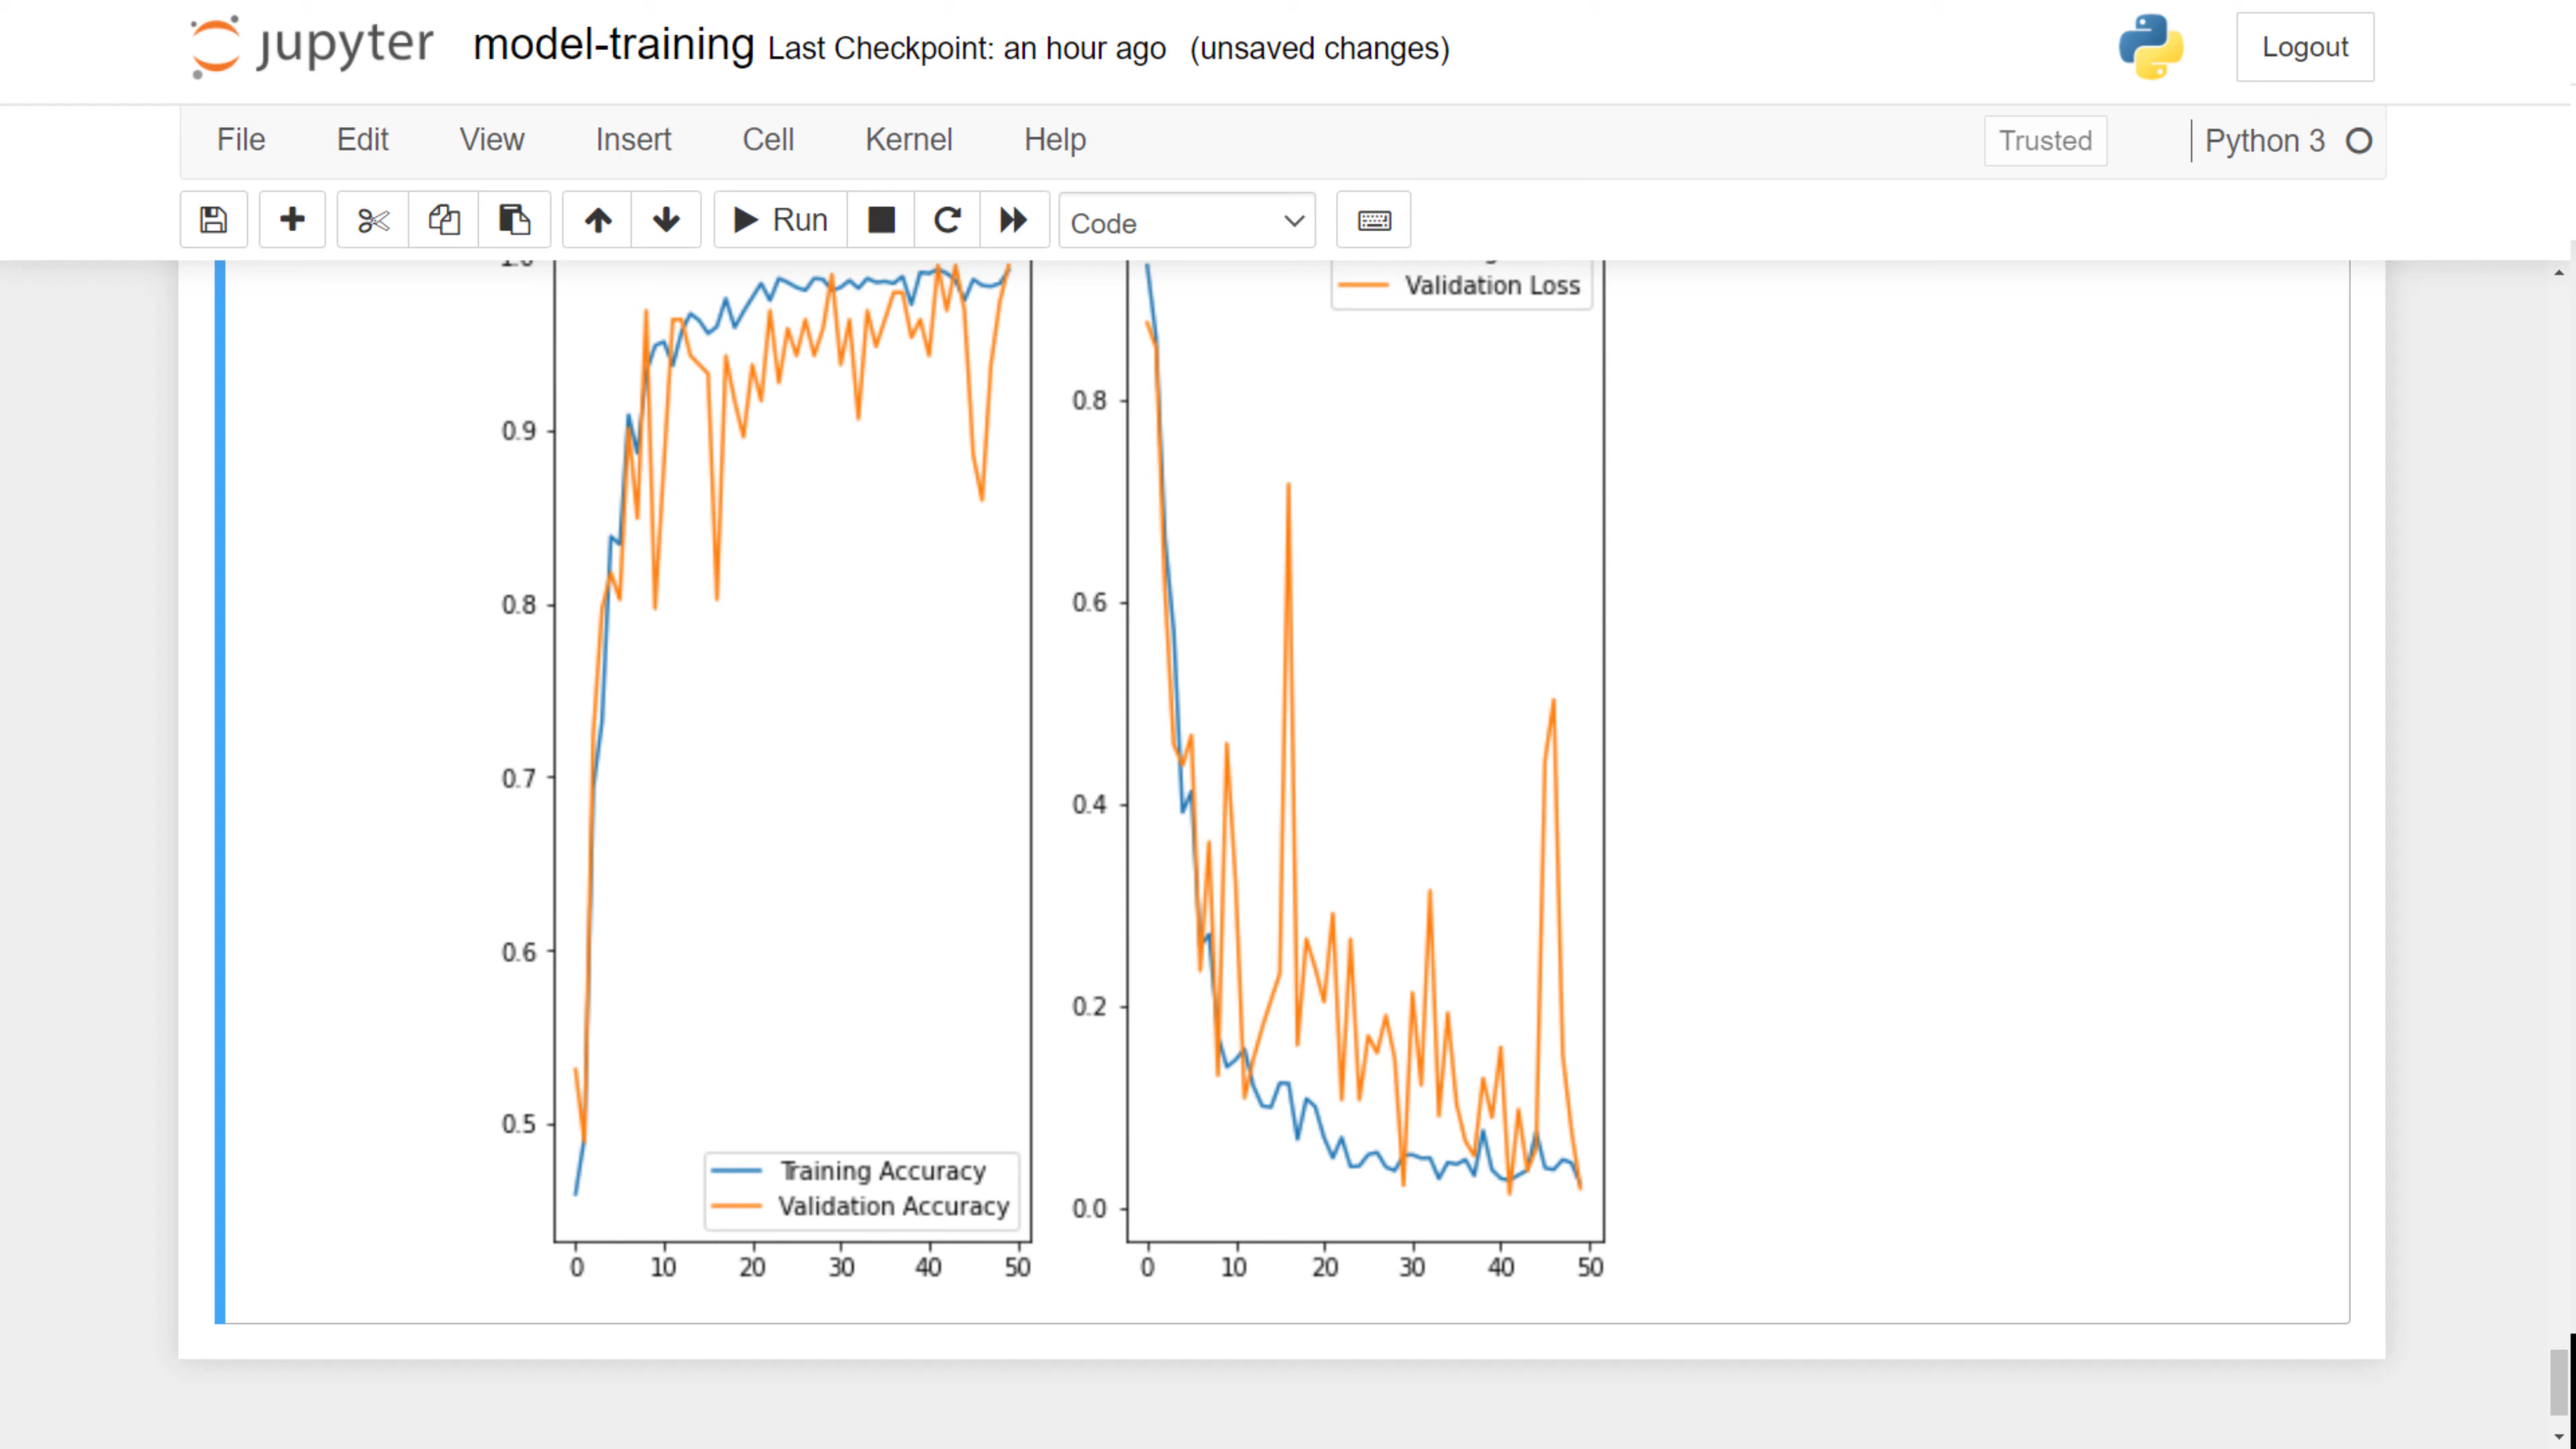 jupyter model-training Last Checkpoint: an hour ago (unsaved changes) Logout
File Edit View Insert Cell Kernel Help Trusted Python 3
Run Code
Validation Loss
0.9
0.8
0.7
0.6
0.5
Training Accuracy
Validation Accuracy
0 10 20 30 40 50
0.8
0.6
0.4
0.2
0.0
0 10 20 30 40 50